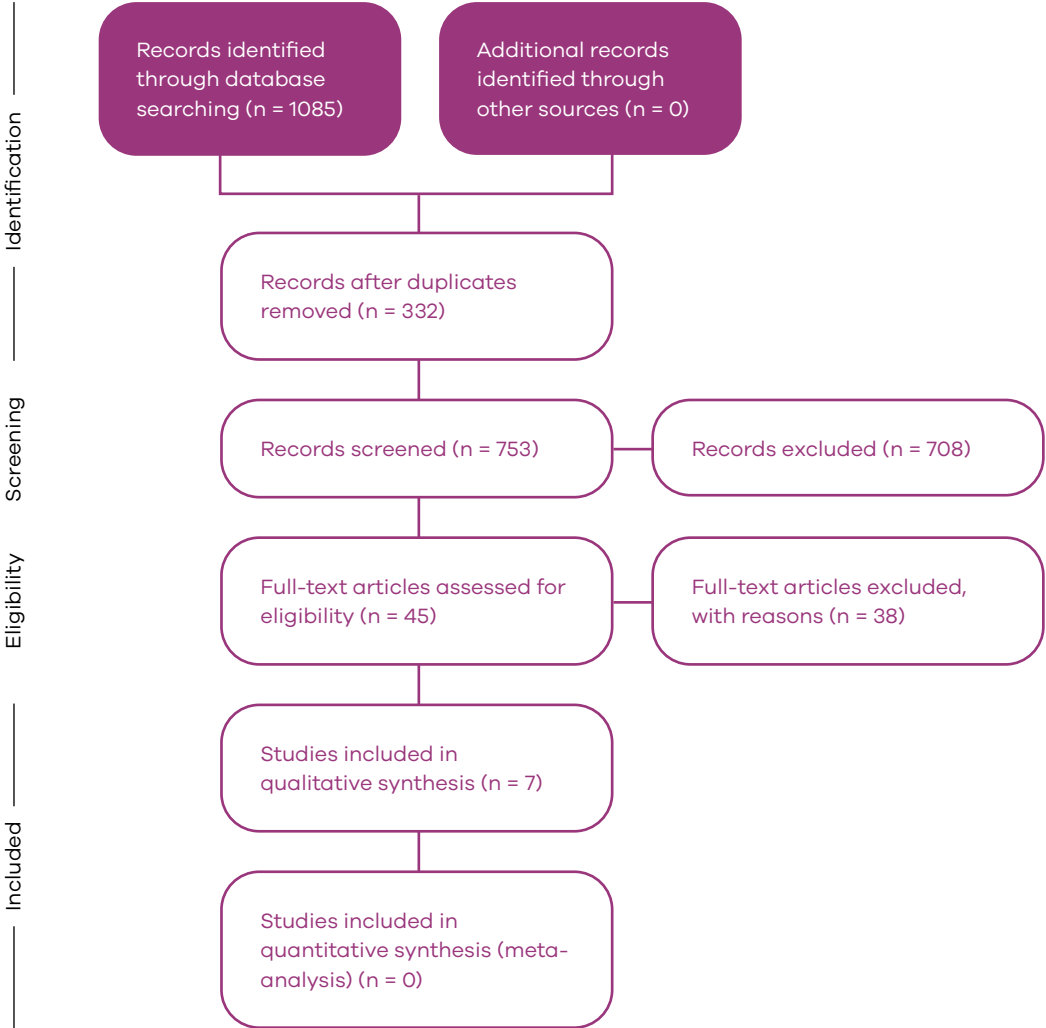 Identification
Records identified
through database
searching (n = 1085)
Additional records
identified through
other sources (n = 0)
Records after duplicates
removed (n = 332)
Screening
Records screened (n = 753)
Records excluded (n = 708)
Eligibility
Full-text articles assessed for
eligibility (n = 45)
Full-text articles excluded,
with reasons (n = 38)
Included
Studies included in
qualitative synthesis (n = 7)
Studies included in
quantitative synthesis (meta-
analysis) (n = 0)